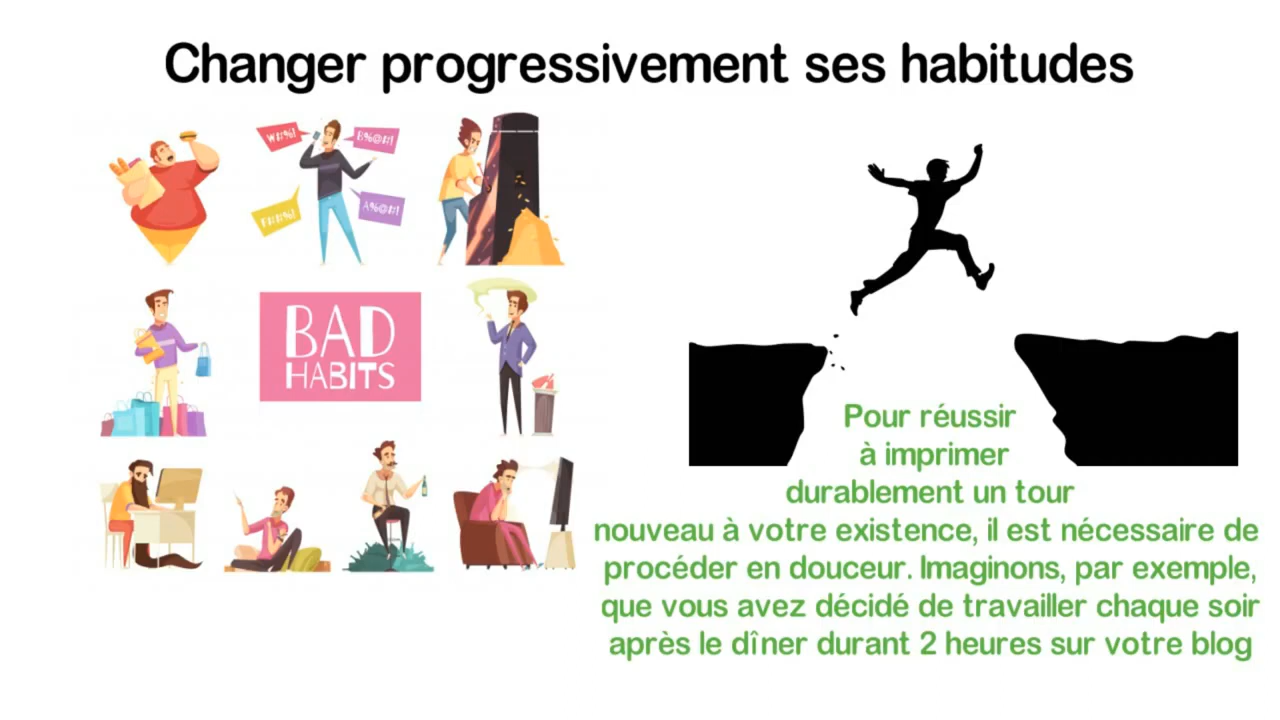 Changer progressivement ses habitudes
W#!%!
B%@#!
F#!%!
A%@#!
BAD
HABITS
Pour réussir
à imprimer
durablement un tour
nouveau à votre existence, il est nécessaire de
procéder en douceur. Imaginons, par exemple,
que vous avez décidé de travailler chaque soir
après le dîner durant 2 heures sur votre blog